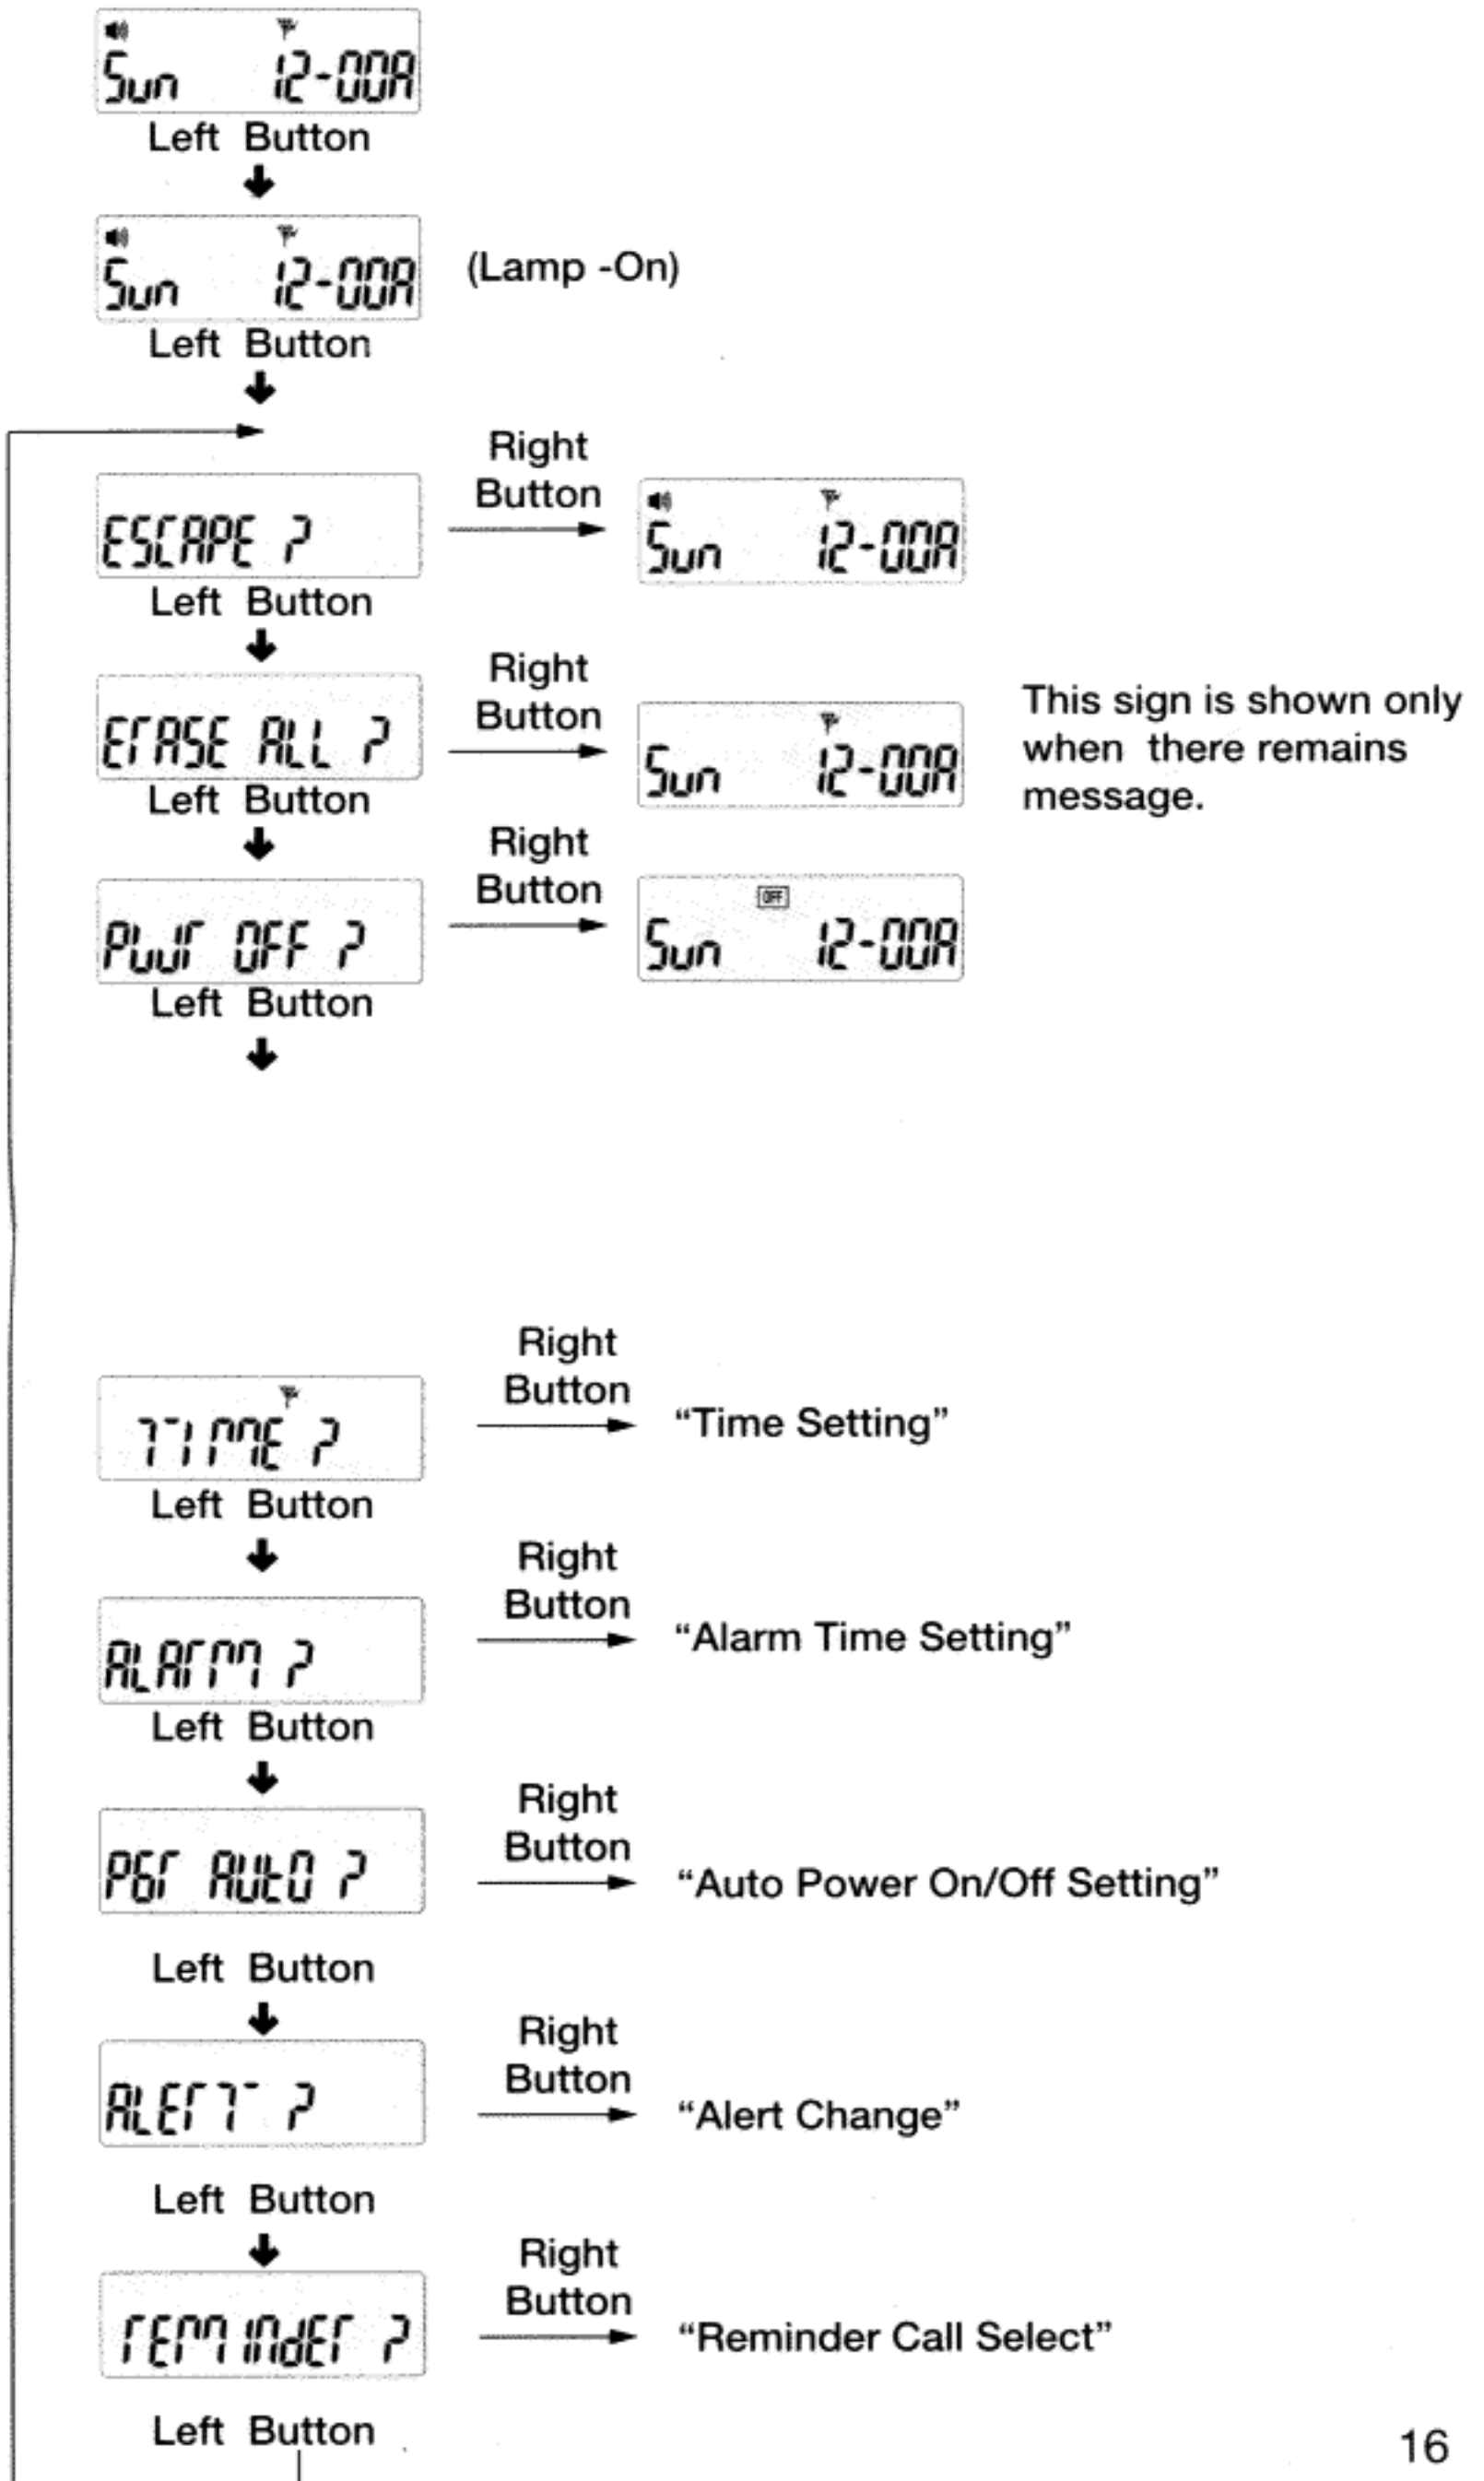 Sun 12-00A
Left Button
Sun 12-00A (Lamp -On)
Left Button
Right
Button
ESCAPE ? Sun 12-00A
Left Button
Right
Button
ErASE ALL ? Sun 12-00A
This sign is shown only
when there remains
message.
Left Button
Right
Button
Pwr OFF ? OFF
Sun 12-00A
Left Button
Right
Button
TIME ? “Time Setting”
Left Button
Right
Button
ALArM ? “Alarm Time Setting”
Left Button
Right
Button
PGr AUtO ? “Auto Power On/Off Setting”
Left Button
Right
Button
ALErT ? “Alert Change”
Left Button
Right
Button
rEMINdEr ? “Reminder Call Select”
Left Button
16